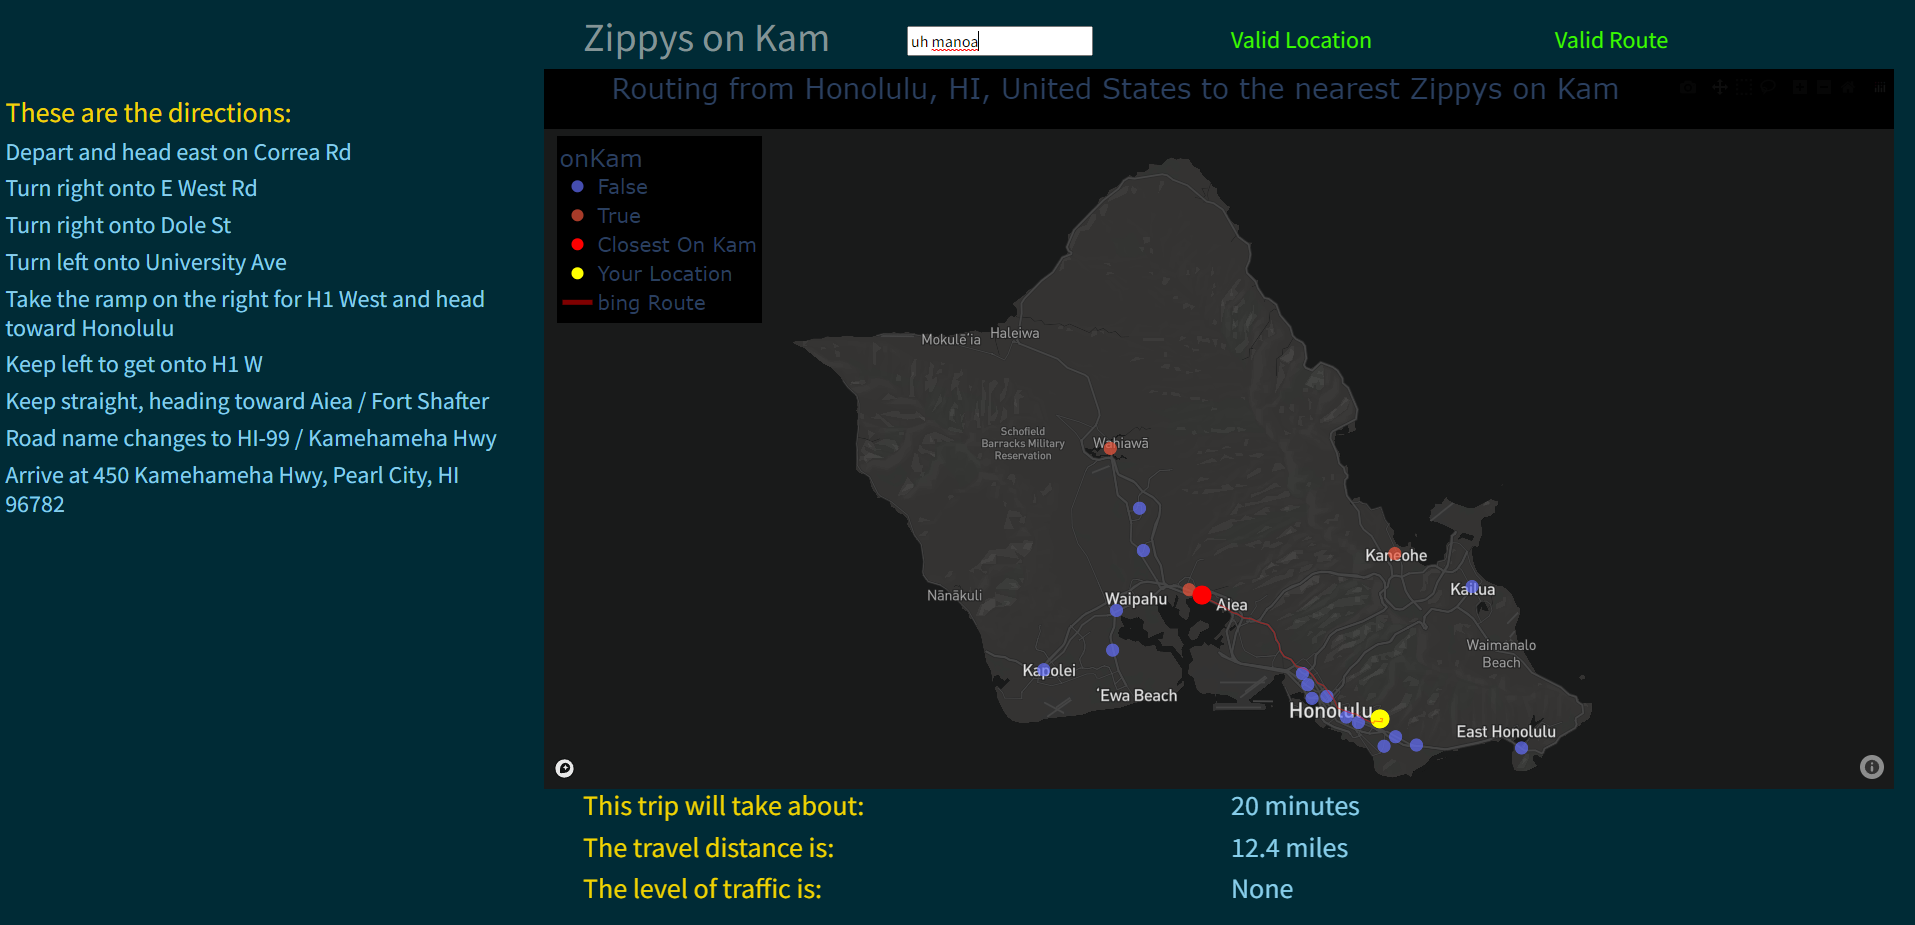 Zippys on Kam
uh manoa
Valid Location
Valid Route
These are the directions:
Depart and head east on Correa Rd
Turn right onto E West Rd
Turn right onto Dole St
Turn left onto University Ave
Take the ramp on the right for H1 West and head
toward Honolulu
Keep left to get onto H1 W
Keep straight, heading toward Aiea / Fort Shafter
Road name changes to HI-99 / Kamehameha Hwy
Arrive at 450 Kamehameha Hwy, Pearl City, HI
96782
Routing from Honolulu, HI, United States to the nearest Zippys on Kam
onKam
False
True
Closest On Kam
Your Location
bing Route
Mokulē‘ia
Haleiwa
Schofield
Barracks Military
Reservation
Wahiawā
Kaneohe
Kailua
Nānākuli
Waipahu
Aiea
Waimanalo
Beach
Kapolei
‘Ewa Beach
Honolulu
East Honolulu
This trip will take about:
20 minutes
The travel distance is:
12.4 miles
The level of traffic is:
None